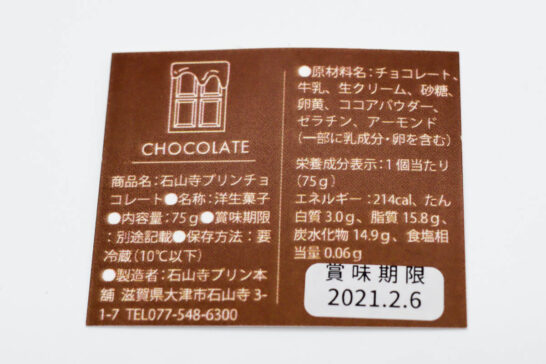 CHOCOLATE
商品名：石山寺プリンチョ
コレート●名称：洋生菓子
●内容量：75g●賞味期限
：別途記載●保存方法：要
冷蔵（10℃以下）
●製造者：石山寺プリン本
舗 滋賀県大津市石山寺3-
1-7 TEL077-548-6300
●原材料名：チョコレート、
牛乳、生クリーム、砂糖、
卵黄、ココアパウダー、
ゼラチン、アーモンド
（一部に乳成分・卵を含む）
栄養成分表示：1個当たり
（75g）
エネルギー：214cal、たん
白質 3.0g、脂質 15.8g、
炭水化物 14.9g、食塩相
当量 0.06g
賞味期限
2021.2.6